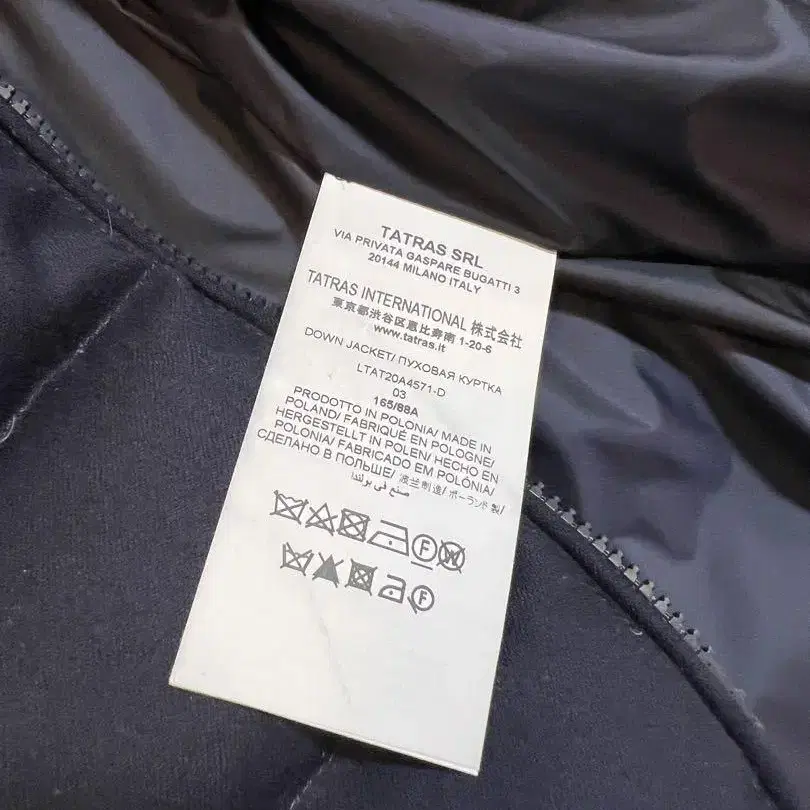 TATRAS SRL
VIA PRIVATA GASPARE BUGATTI 3
20144 MILANO ITALY
TATRAS INTERNATIONAL 株式会社
東京都渋谷区恵比寿南 1-20-6
www.tatras.it
DOWN JACKET/ ПУХОВАЯ КУРТКА
LTAT20A4571-D
03
165/88A
PRODOTTO IN POLONIA/ MADE IN
POLAND/ FABRIQUÉ EN POLOGNE/
HERGESTELLT IN POLEN/ HECHO EN
POLONIA/ FABRICADO EM POLÓNIA/
СДЕЛАНО В ПОЛЬШЕ/ 波兰制造/ ポーランド 製/
صنع في بولندا
F W
F